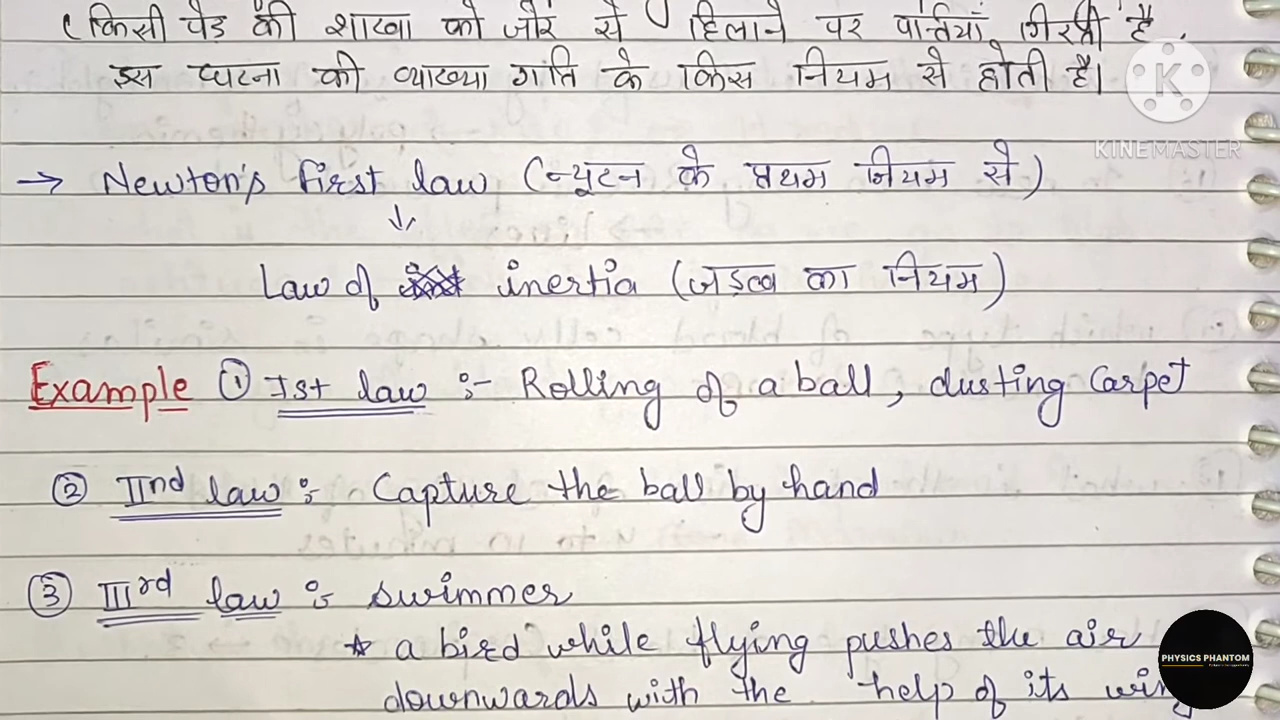 (किसी पेड़ की शाखा को जोर से हिलाने पर पत्तियाँ गिरती है,
इस घटना की व्याख्या गति के किस नियम से होती है।
K
KINEMASTER
→ Newton's first law (न्यूटन के प्रथम नियम से)
↓
Law of inertia (जड़त्व का नियम)
Example ① Ist law :- Rolling of a ball, dusting carpet
② IInd law : Capture the ball by hand
③ IIIrd law : swimmer
* a bird while flying pushes the air
downwards with the help of its wing
PHYSICS PHANTOM